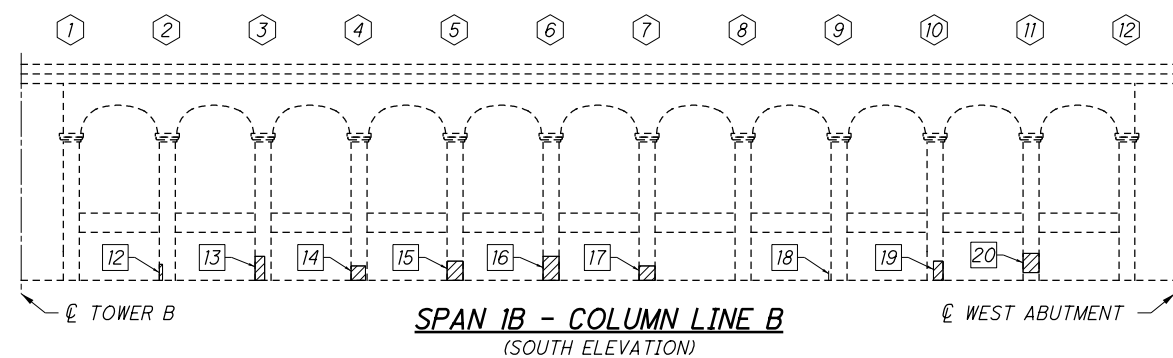 1 2 3 4 5 6 7 8 9 10 11 12
12 13 14 15 16 17 18 19 20
℄ TOWER B
SPAN 1B - COLUMN LINE B
(SOUTH ELEVATION)
℄ WEST ABUTMENT